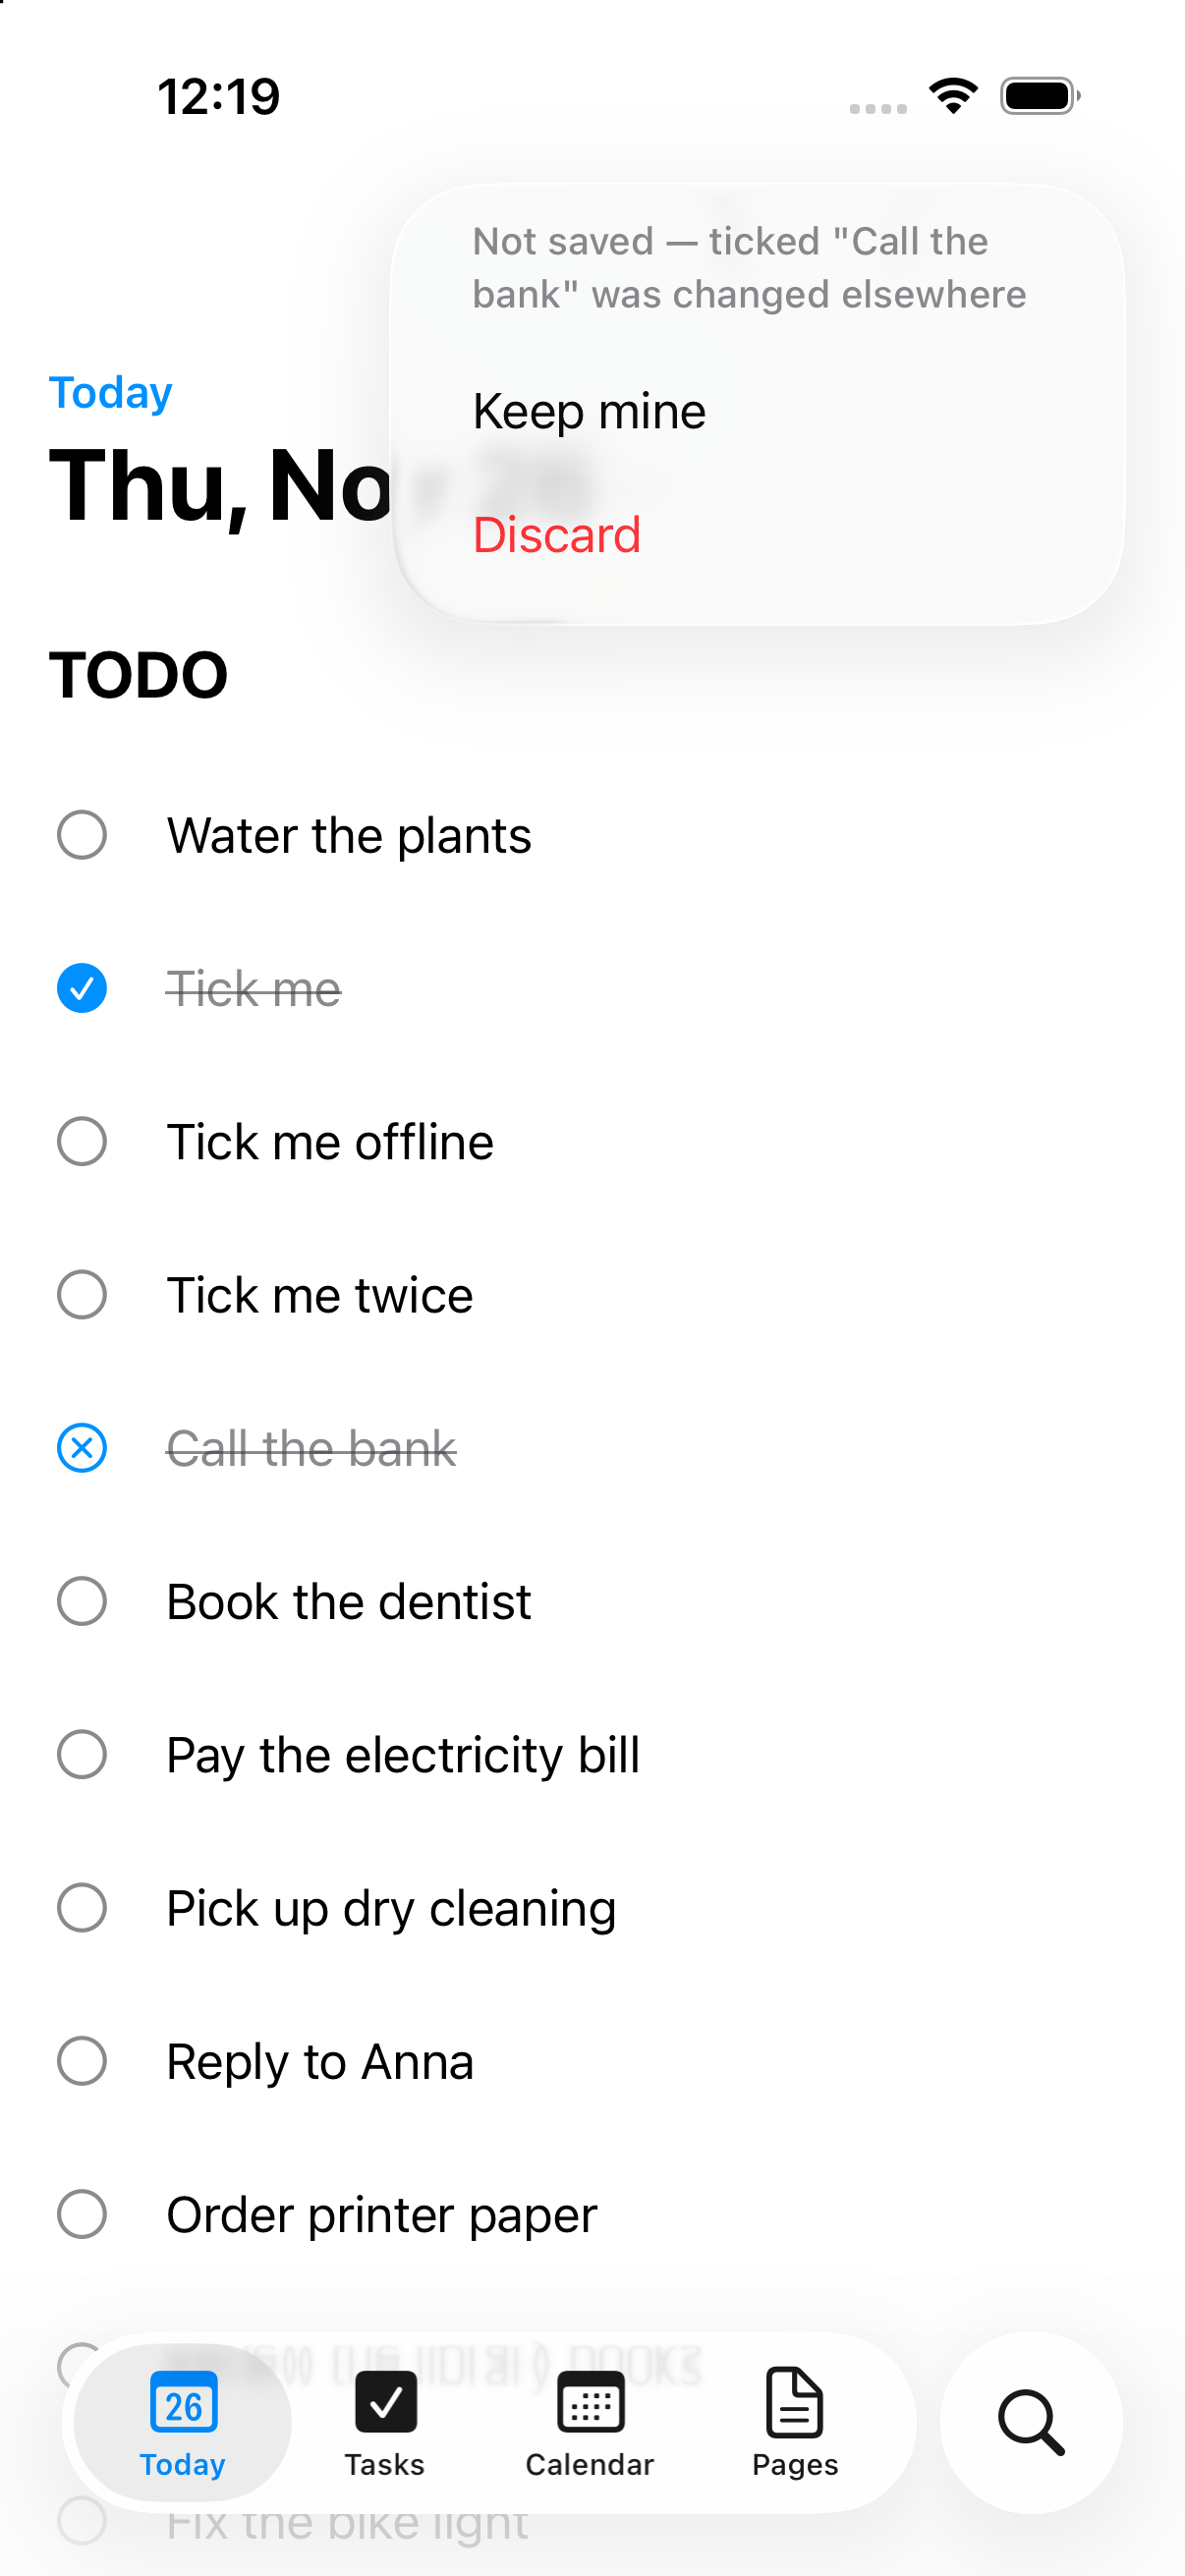 12:19
Not saved — ticked "Call the
bank" was changed elsewhere
Keep mine
Discard
Today
Thu, Nov 26
TODO
Water the plants
Tick me
Tick me offline
Tick me twice
Call the bank
Book the dentist
Pay the electricity bill
Pick up dry cleaning
Reply to Anna
Order printer paper
26
Today
Tasks
Calendar
Pages
Fix the bike light